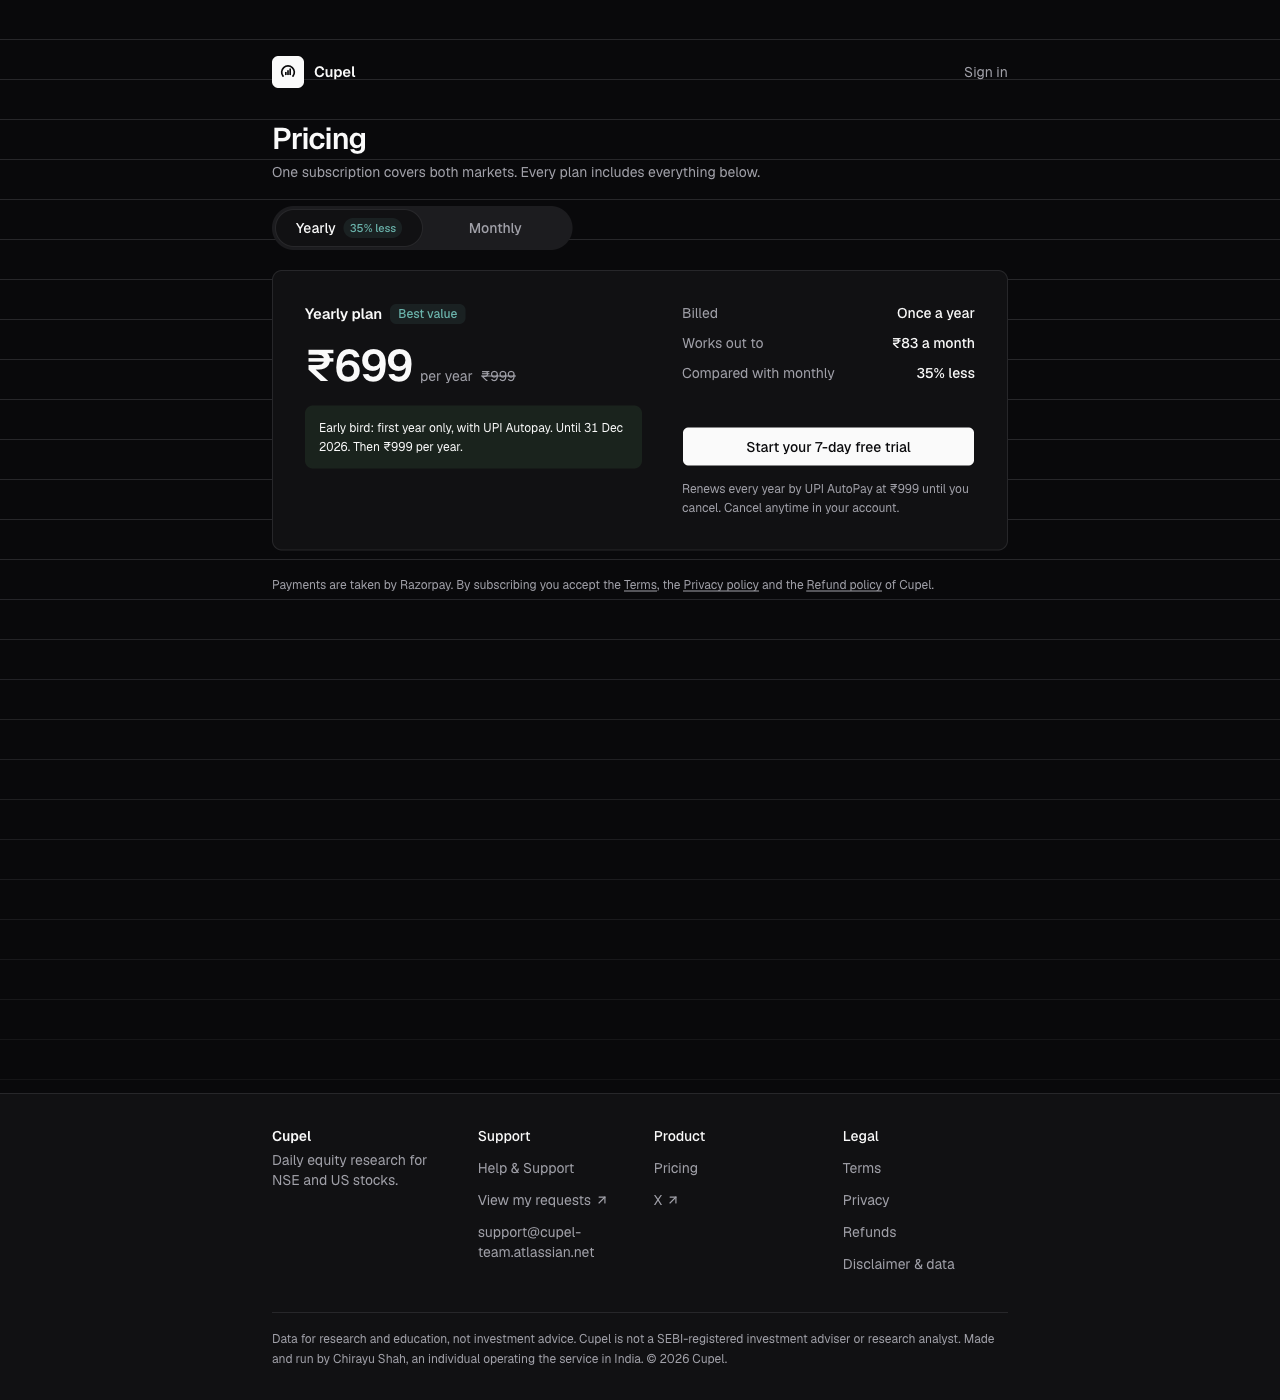 Cupel
Sign in
Pricing
One subscription covers both markets. Every plan includes everything below.
Yearly 35% less Monthly
Yearly plan Best value
₹699 per year ₹999
Early bird: first year only, with UPI Autopay. Until 31 Dec
2026. Then ₹999 per year.
Billed Once a year
Works out to ₹83 a month
Compared with monthly 35% less
Start your 7-day free trial
Renews every year by UPI AutoPay at ₹999 until you
cancel. Cancel anytime in your account.
Payments are taken by Razorpay. By subscribing you accept the Terms, the Privacy policy and the Refund policy of Cupel.
Cupel
Daily equity research for
NSE and US stocks.
Support
Help & Support
View my requests ↗
support@cupel-
team.atlassian.net
Product
Pricing
X ↗
Legal
Terms
Privacy
Refunds
Disclaimer & data
Data for research and education, not investment advice. Cupel is not a SEBI-registered investment adviser or research analyst. Made
and run by Chirayu Shah, an individual operating the service in India. © 2026 Cupel.